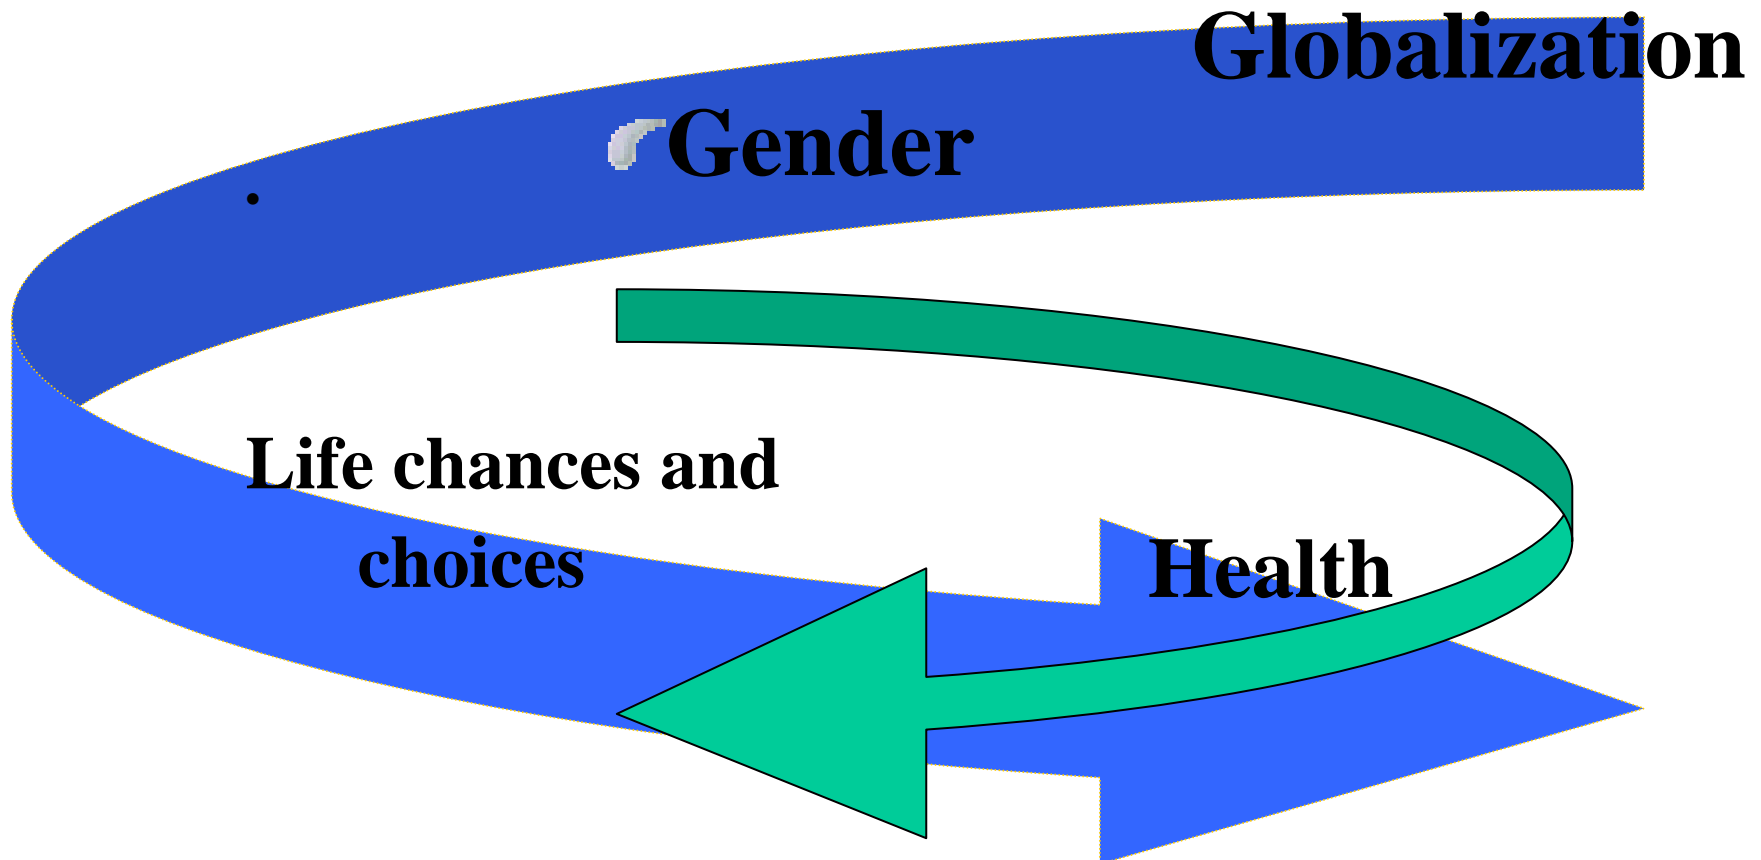 Globalization
Gender
•
Life chances and
choices
Health